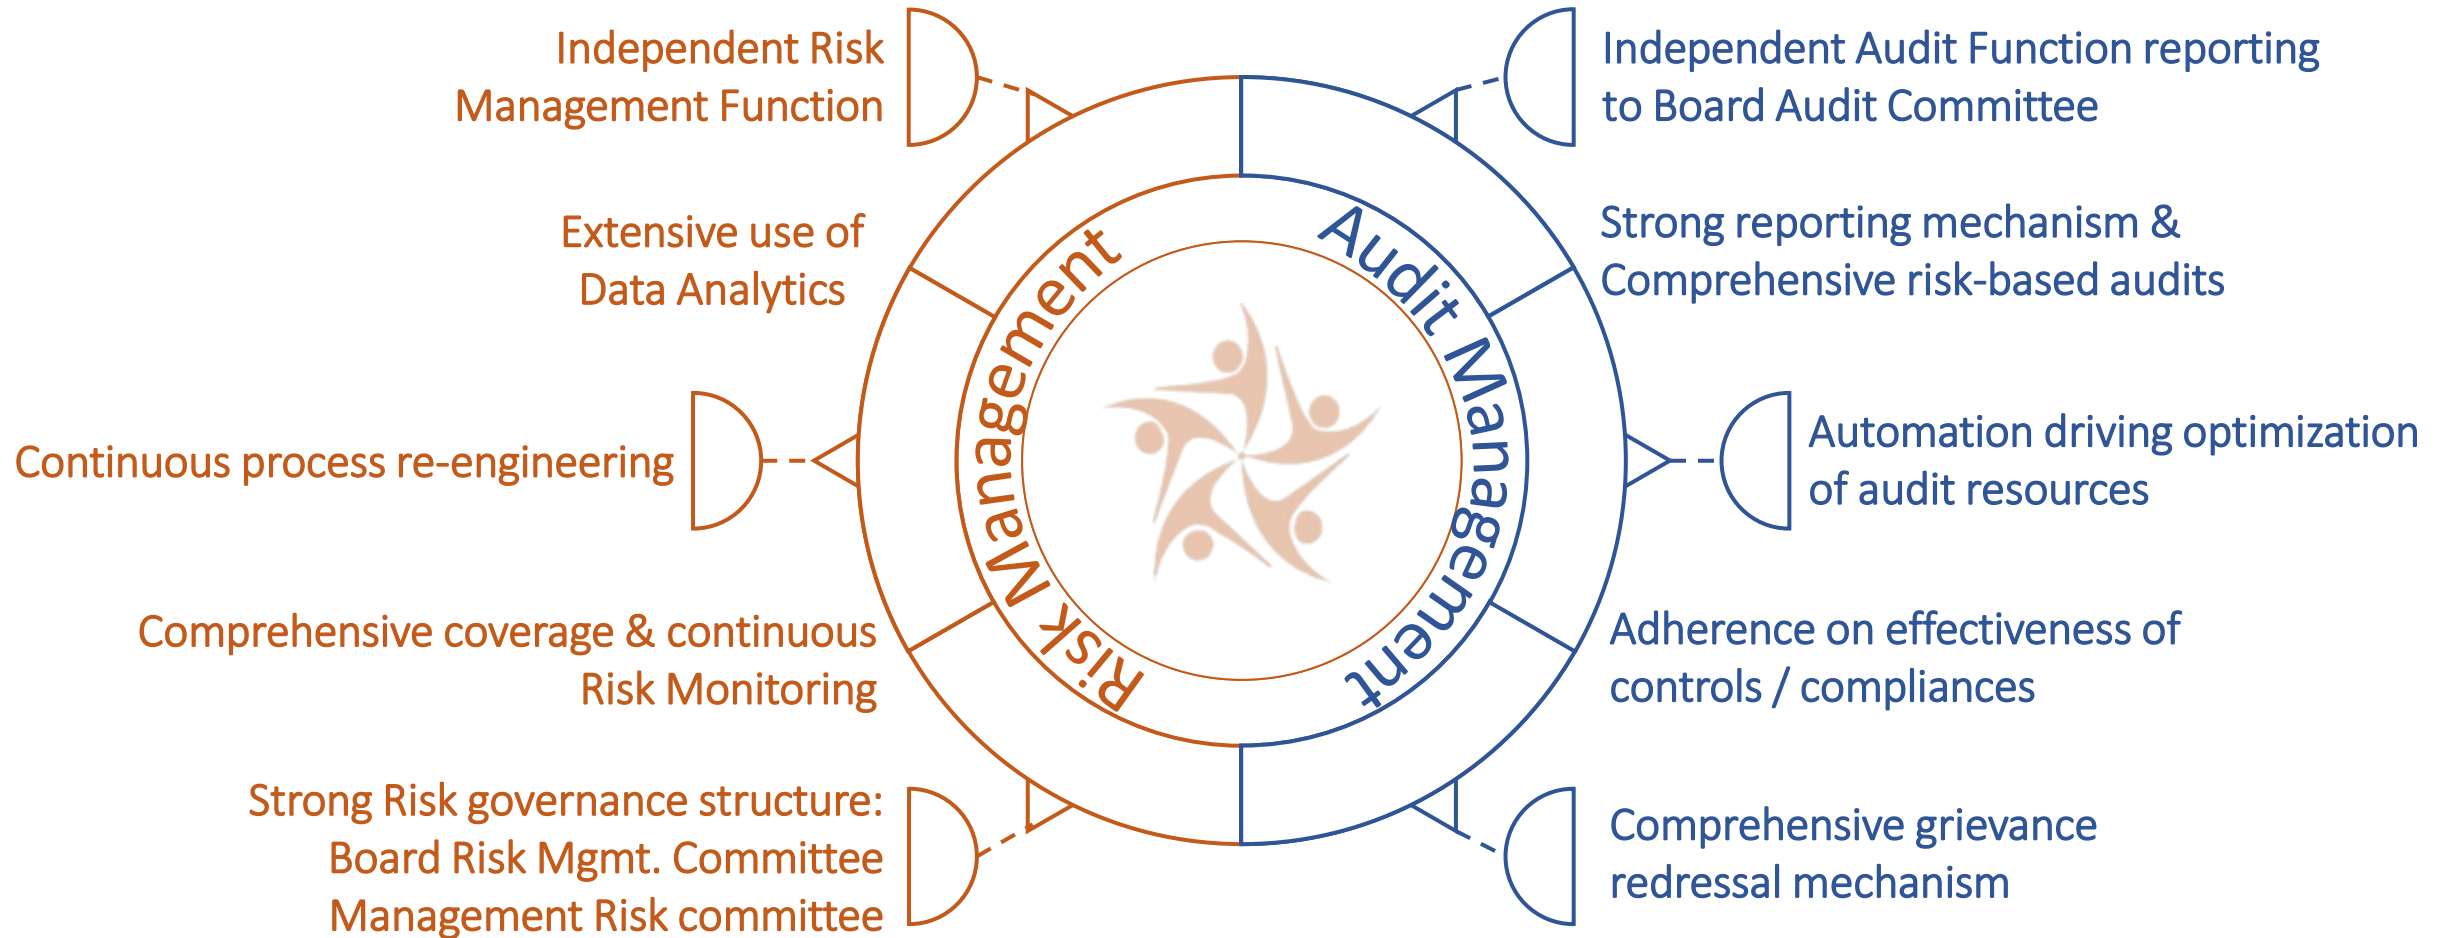 Independent Risk
Management Function
Extensive use of
Data Analytics
Continuous process re-engineering
Comprehensive coverage & continuous
Risk Monitoring
Strong Risk governance structure:
Board Risk Mgmt. Committee
Management Risk committee
Risk Management
Audit Management
Independent Audit Function reporting
to Board Audit Committee
Strong reporting mechanism &
Comprehensive risk-based audits
Automation driving optimization
of audit resources
Adherence on effectiveness of
controls / compliances
Comprehensive grievance
redressal mechanism